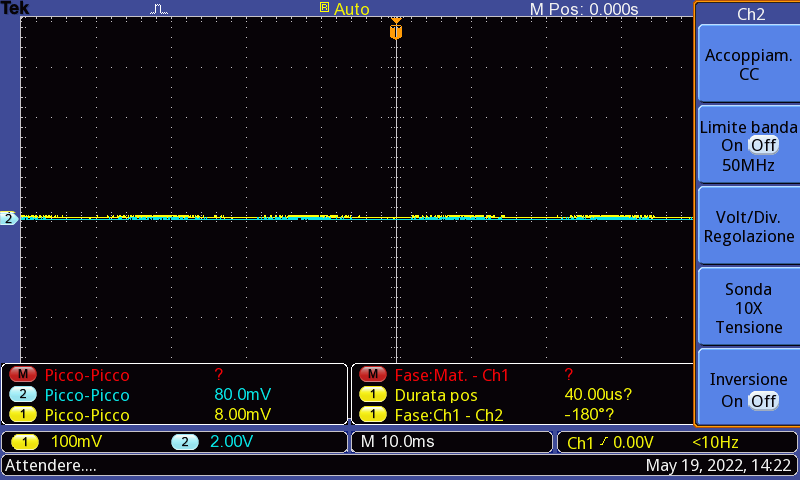 Tek
R Auto
M Pos: 0.000s
Ch2
T
Accoppiam.
CC
Limite banda
On Off
50MHz
2
Volt/Div.
Regolazione
Sonda
10X
Tensione
Inversione
On Off
M Picco-Picco ?
2 Picco-Picco 80.0mV
1 Picco-Picco 8.00mV
M Fase:Mat. - Ch1 ?
1 Durata pos 40.00us?
1 Fase:Ch1 - Ch2 -180°?
1 100mV 2 2.00V
M 10.0ms
Ch1 0.00V <10Hz
Attendere....
May 19, 2022, 14:22